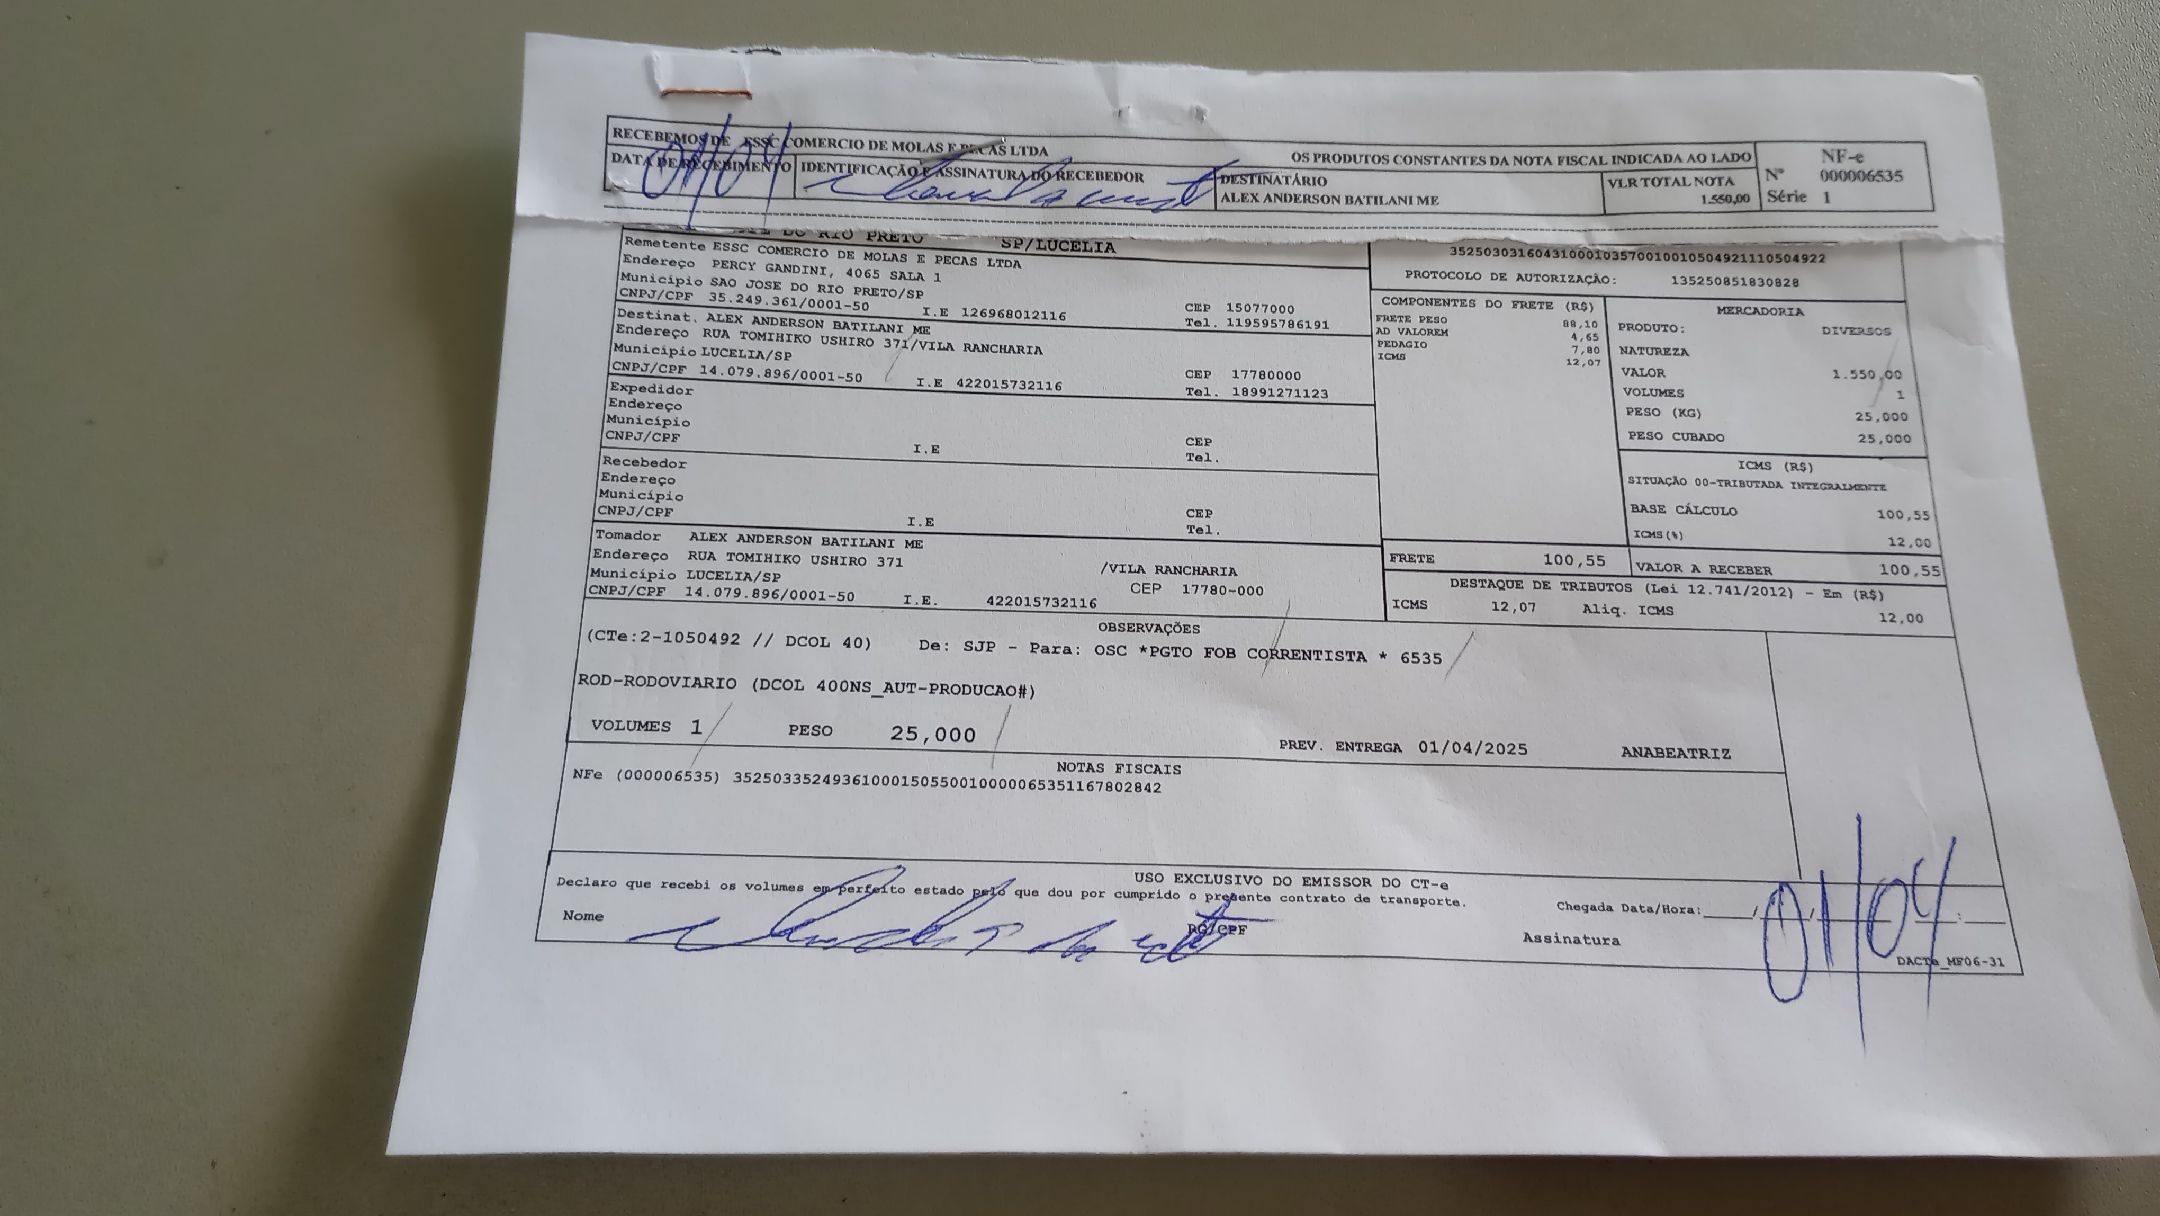 RECEBEMOS DE ESSC COMERCIO DE MOLAS E PECAS LTDA OS PRODUTOS CONSTANTES DA NOTA FISCAL INDICADA AO LADO
NF-e
Nº 000006535
Série 1
DATA DE RECEBIMENTO IDENTIFICAÇÃO E ASSINATURA DO RECEBEDOR
01/04
DESTINATÁRIO
ALEX ANDERSON BATILANI ME
VLR TOTAL NOTA
1.550,00
DO RIO PRETO SP/LUCELIA
Remetente ESSC COMERCIO DE MOLAS E PECAS LTDA
Endereço PERCY GANDINI, 4065 SALA 1
Município SAO JOSE DO RIO PRETO/SP CEP 15077000
CNPJ/CPF 35.249.361/0001-50 I.E 126968012116 Tel. 119595786191
Destinat. ALEX ANDERSON BATILANI ME
Endereço RUA TOMIHIKO USHIRO 371/VILA RANCHARIA
Município LUCELIA/SP CEP 17780000
CNPJ/CPF 14.079.896/0001-50 I.E 422015732116 Tel. 18991271123
Expedidor
Endereço
Município CEP
CNPJ/CPF I.E Tel.
Recebedor
Endereço
Município CEP
CNPJ/CPF I.E Tel.
Tomador ALEX ANDERSON BATILANI ME
Endereço RUA TOMIHIKO USHIRO 371 /VILA RANCHARIA
Município LUCELIA/SP CEP 17780-000
CNPJ/CPF 14.079.896/0001-50 I.E. 422015732116
35250303160431000103570010010504921110504922
PROTOCOLO DE AUTORIZAÇÃO: 135250851830828
COMPONENTES DO FRETE (R$)
FRETE PESO 88,10
AD VALOREM 4,65
PEDAGIO 7,80
ICMS 12,07
MERCADORIA
PRODUTO: DIVERSOS
NATUREZA
VALOR 1.550,00
VOLUMES 1
PESO (KG) 25,000
PESO CUBADO 25,000
ICMS (R$)
SITUAÇÃO 00-TRIBUTADA INTEGRALMENTE
BASE CÁLCULO 100,55
ICMS(%) 12,00
FRETE 100,55 VALOR A RECEBER 100,55
DESTAQUE DE TRIBUTOS (Lei 12.741/2012) - Em (R$)
ICMS 12,07 Aliq. ICMS 12,00
OBSERVAÇÕES
(CTe:2-1050492 // DCOL 40) De: SJP - Para: OSC *PGTO FOB CORRENTISTA * 6535
ROD-RODOVIARIO (DCOL 400NS_AUT-PRODUCAO#)
VOLUMES 1 PESO 25,000 PREV. ENTREGA 01/04/2025 ANABEATRIZ
NOTAS FISCAIS
NFe (000006535) 35250335249361000150550010000065351167802842
USO EXCLUSIVO DO EMISSOR DO CT-e
Declaro que recebi os volumes em perfeito estado pelo que dou por cumprido o presente contrato de transporte. Chegada Data/Hora:____/____/____ ____:____
01/04
Nome RG/CPF Assinatura
DACTe_MF06-31